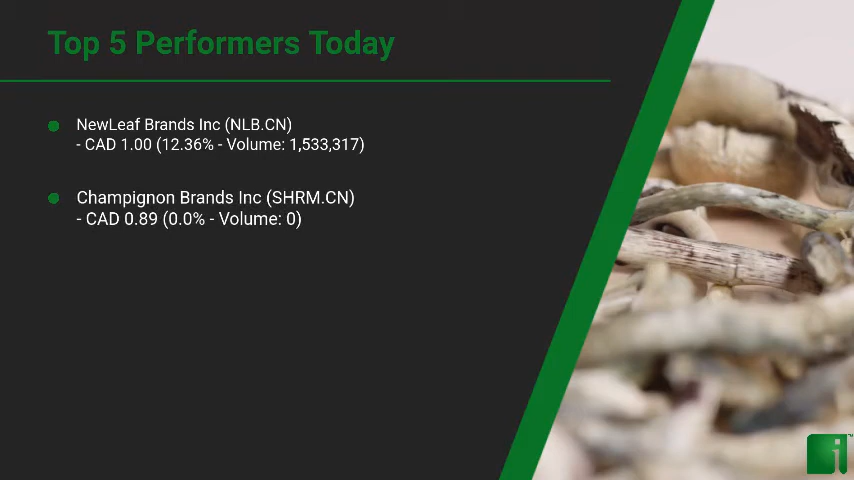 Top 5 Performers Today
NewLeaf Brands Inc (NLB.CN)
- CAD 1.00 (12.36% - Volume: 1,533,317)
Champignon Brands Inc (SHRM.CN)
- CAD 0.89 (0.0% - Volume: 0)
i™